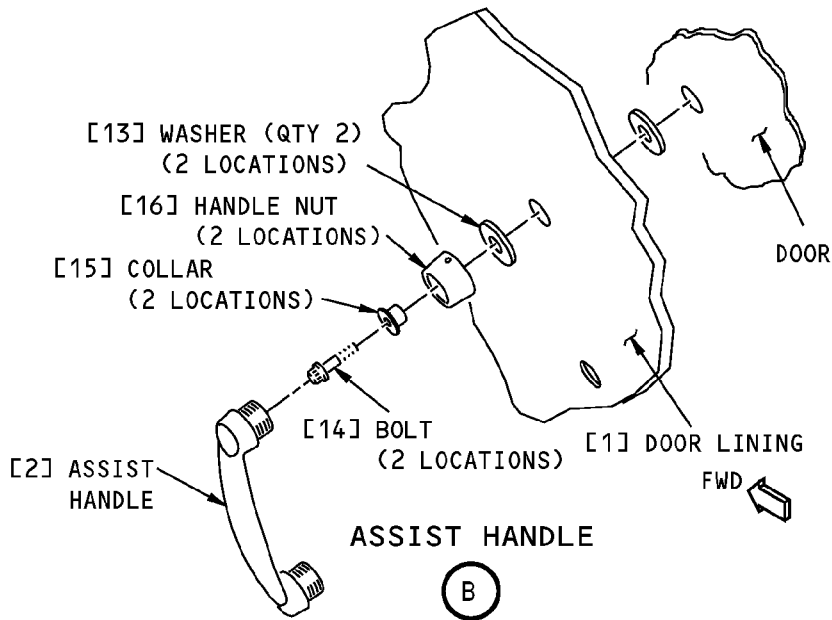 [13] WASHER (QTY 2)
(2 LOCATIONS)
[16] HANDLE NUT
(2 LOCATIONS)
[15] COLLAR
(2 LOCATIONS)
DOOR
[14] BOLT
(2 LOCATIONS)
[1] DOOR LINING
[2] ASSIST
HANDLE
FWD
ASSIST HANDLE
B